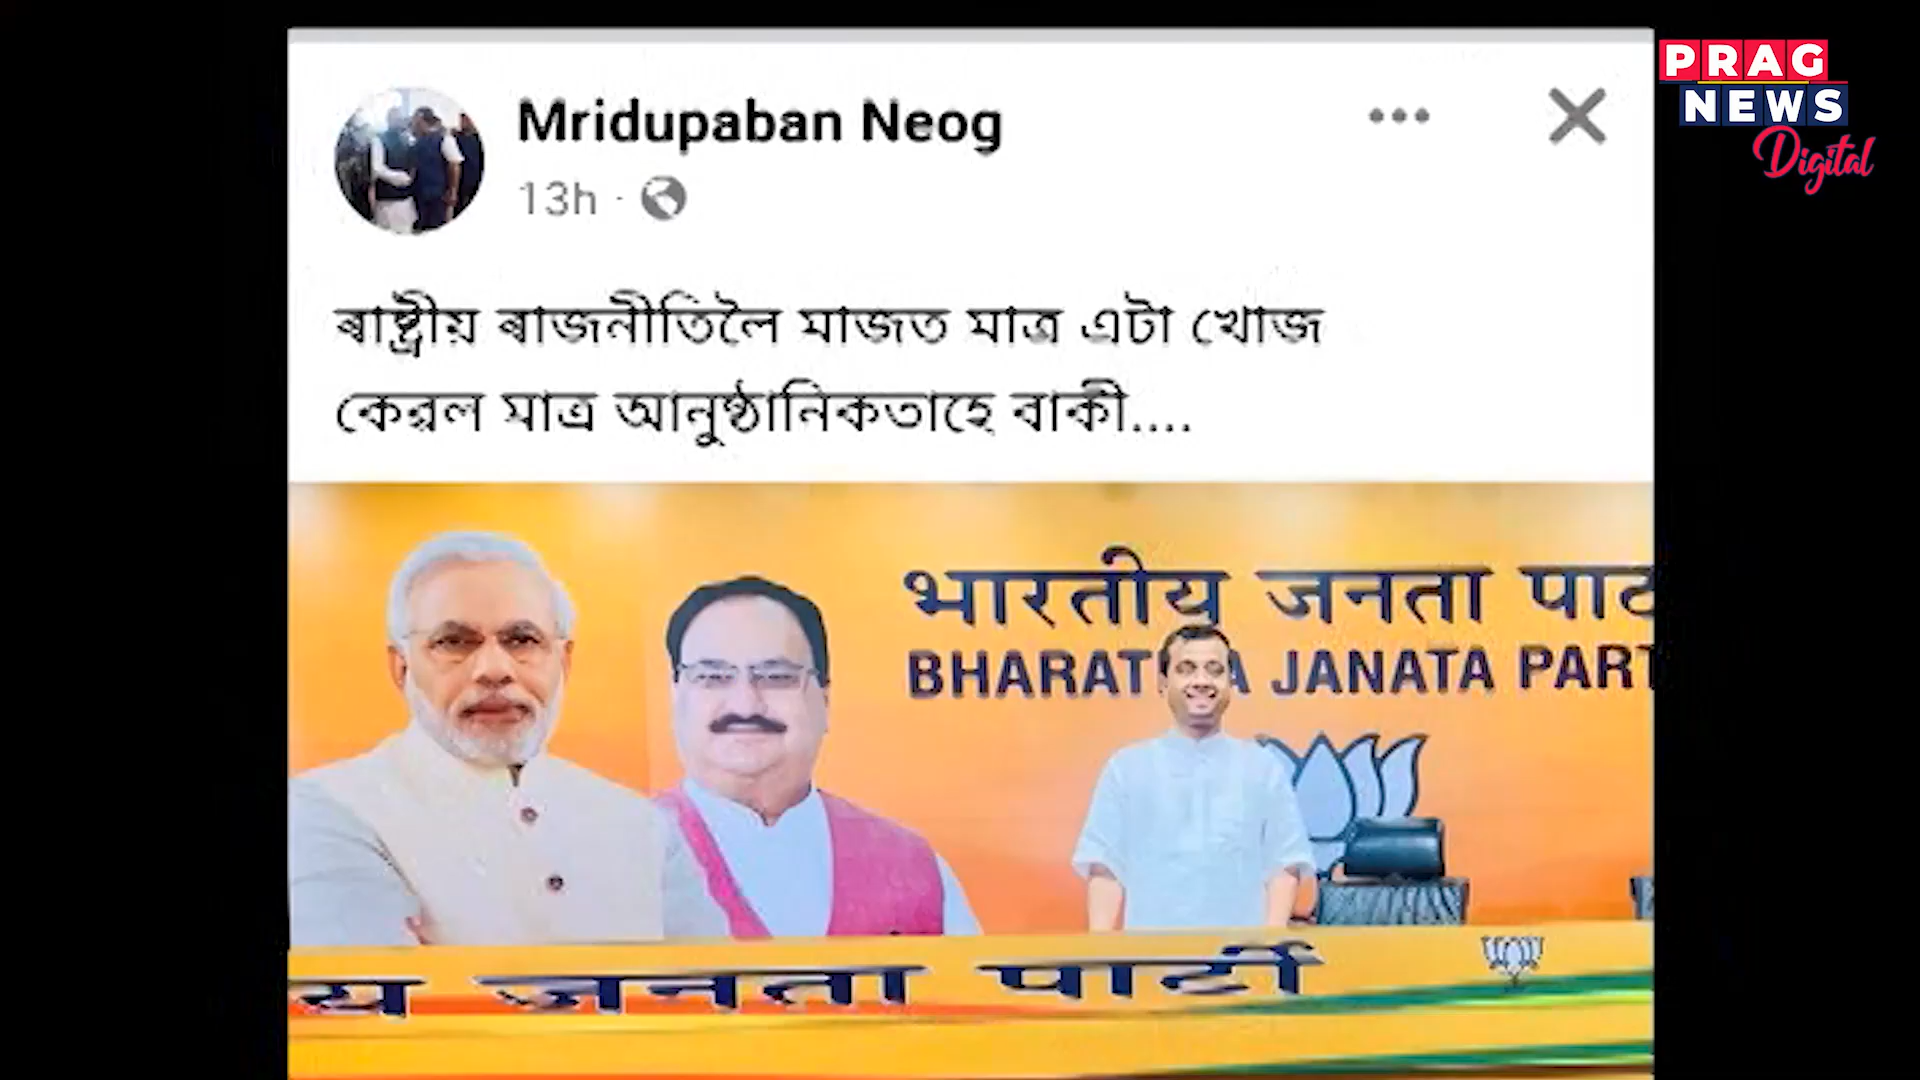 PRAG
NEWS
Digital
Mridupaban Neog
13h ·
ৰাষ্ট্ৰীয় ৰাজনীতিলৈ মাজত মাত্ৰ এটা খোজ
কেৱল মাত্ৰ আনুষ্ঠানিকতাহে বাকী....
भारतीय जनता पाट
BHARAT A JANATA PART
य जनता पार्टी